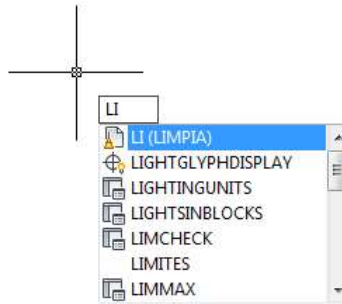 LI
LI (LIMPIA)
LIGHTGLYPHDISPLAY
LIGHTINGUNITS
LIGHTSINBLOCKS
LIMCHECK
LIMITES
LIMMAX